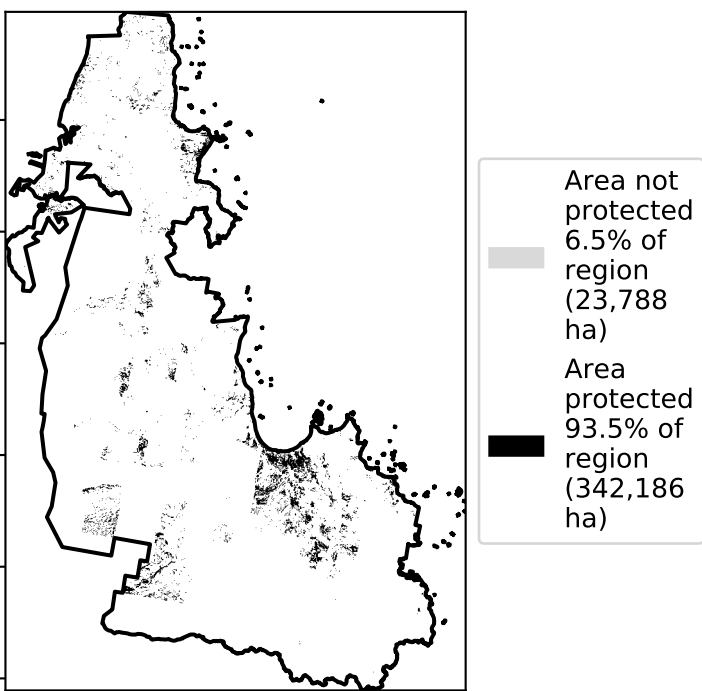 Area not
protected
6.5% of
region
(23,788
ha)
Area
protected
93.5% of
region
(342,186
ha)